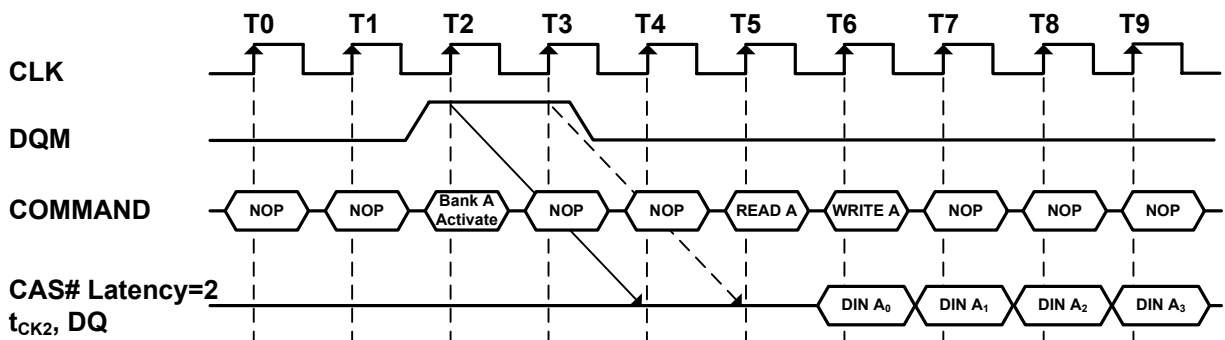 T0 T1 T2 T3 T4 T5 T6 T7 T8 T9
CLK
DQM
COMMAND NOP NOP Bank A Activate NOP NOP READ A WRITE A NOP NOP NOP
CAS# Latency=2
tCK2, DQ DIN A0 DIN A1 DIN A2 DIN A3